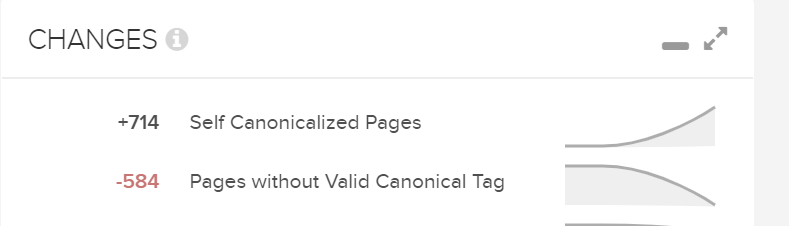 CHANGES
+714 Self Canonicalized Pages
-584 Pages without Valid Canonical Tag